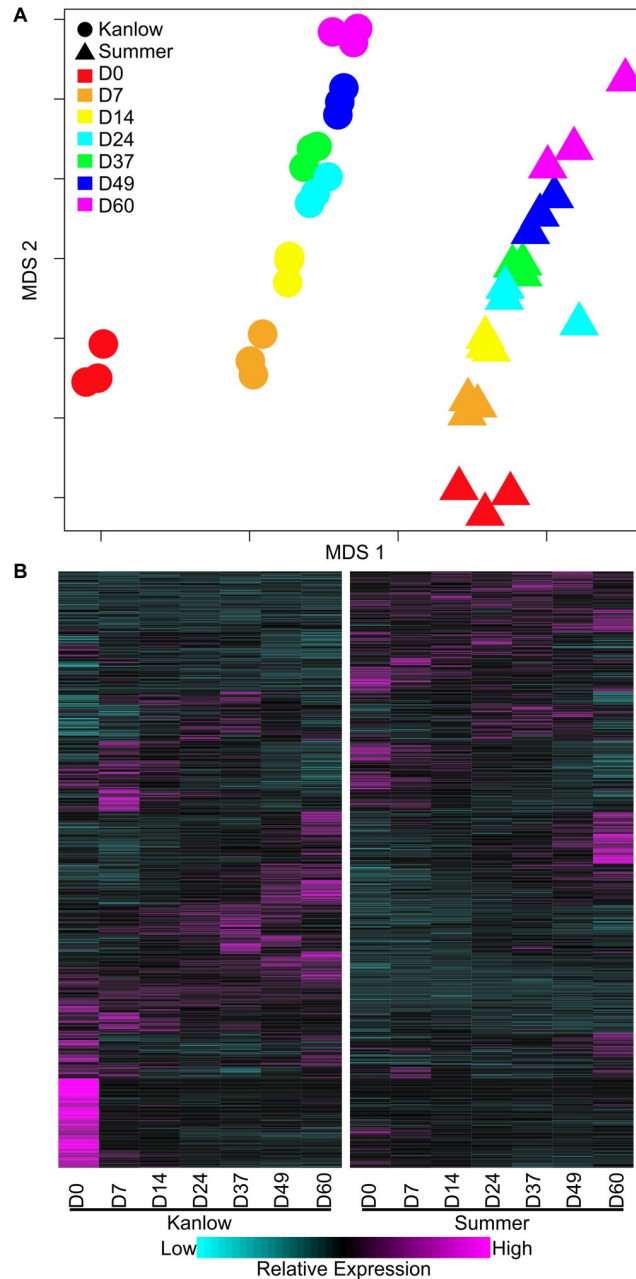 A
Kanlow
Summer
D0
D7
D14
D24
D37
D49
D60
MDS 2
MDS 1
B
D0 D7 D14 D24 D37 D49 D60 D0 D7 D14 D24 D37 D49 D60
Kanlow Summer
Low High
Relative Expression